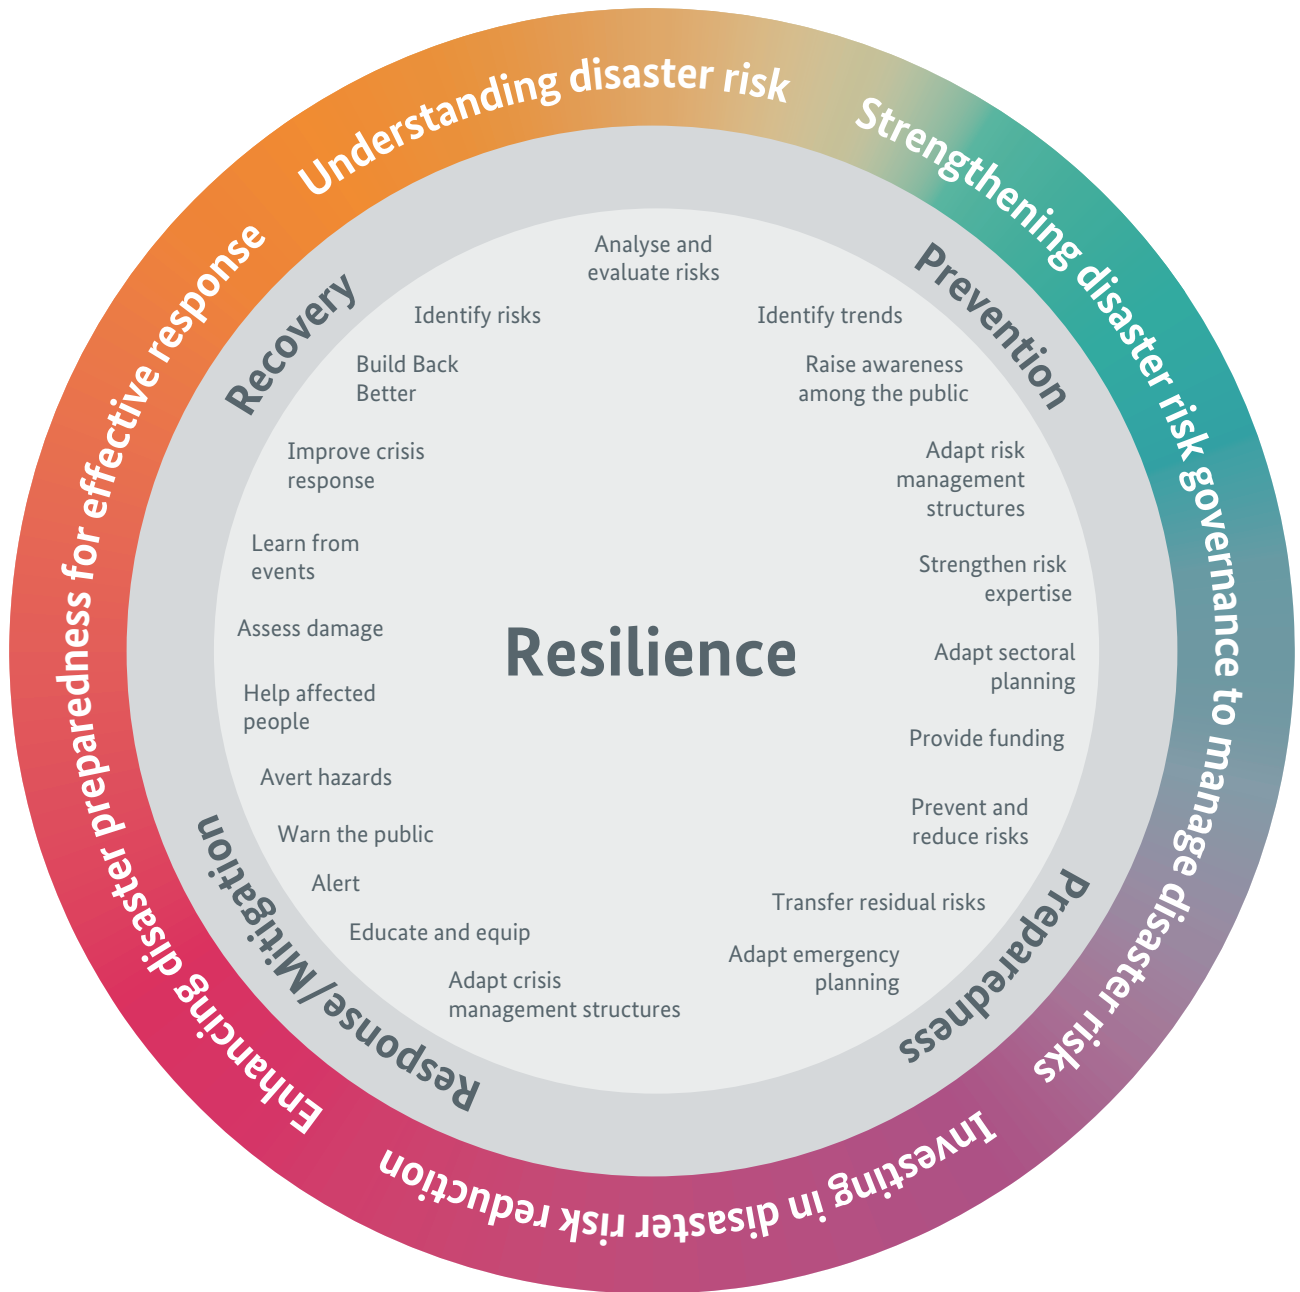 Understanding disaster risk
Strengthening disaster risk governance to manage disaster risks
Investing in disaster risk reduction
Enhancing disaster preparedness for effective response
Prevention
Preparedness
Response/Mitigation
Recovery
Analyse and
evaluate risks
Identify trends
Raise awareness
among the public
Adapt risk
management
structures
Strengthen risk
expertise
Adapt sectoral
planning
Provide funding
Prevent and
reduce risks
Transfer residual risks
Adapt emergency
planning
Adapt crisis
management structures
Educate and equip
Alert
Warn the public
Avert hazards
Help affected
people
Assess damage
Learn from
events
Improve crisis
response
Build Back
Better
Identify risks
Resilience